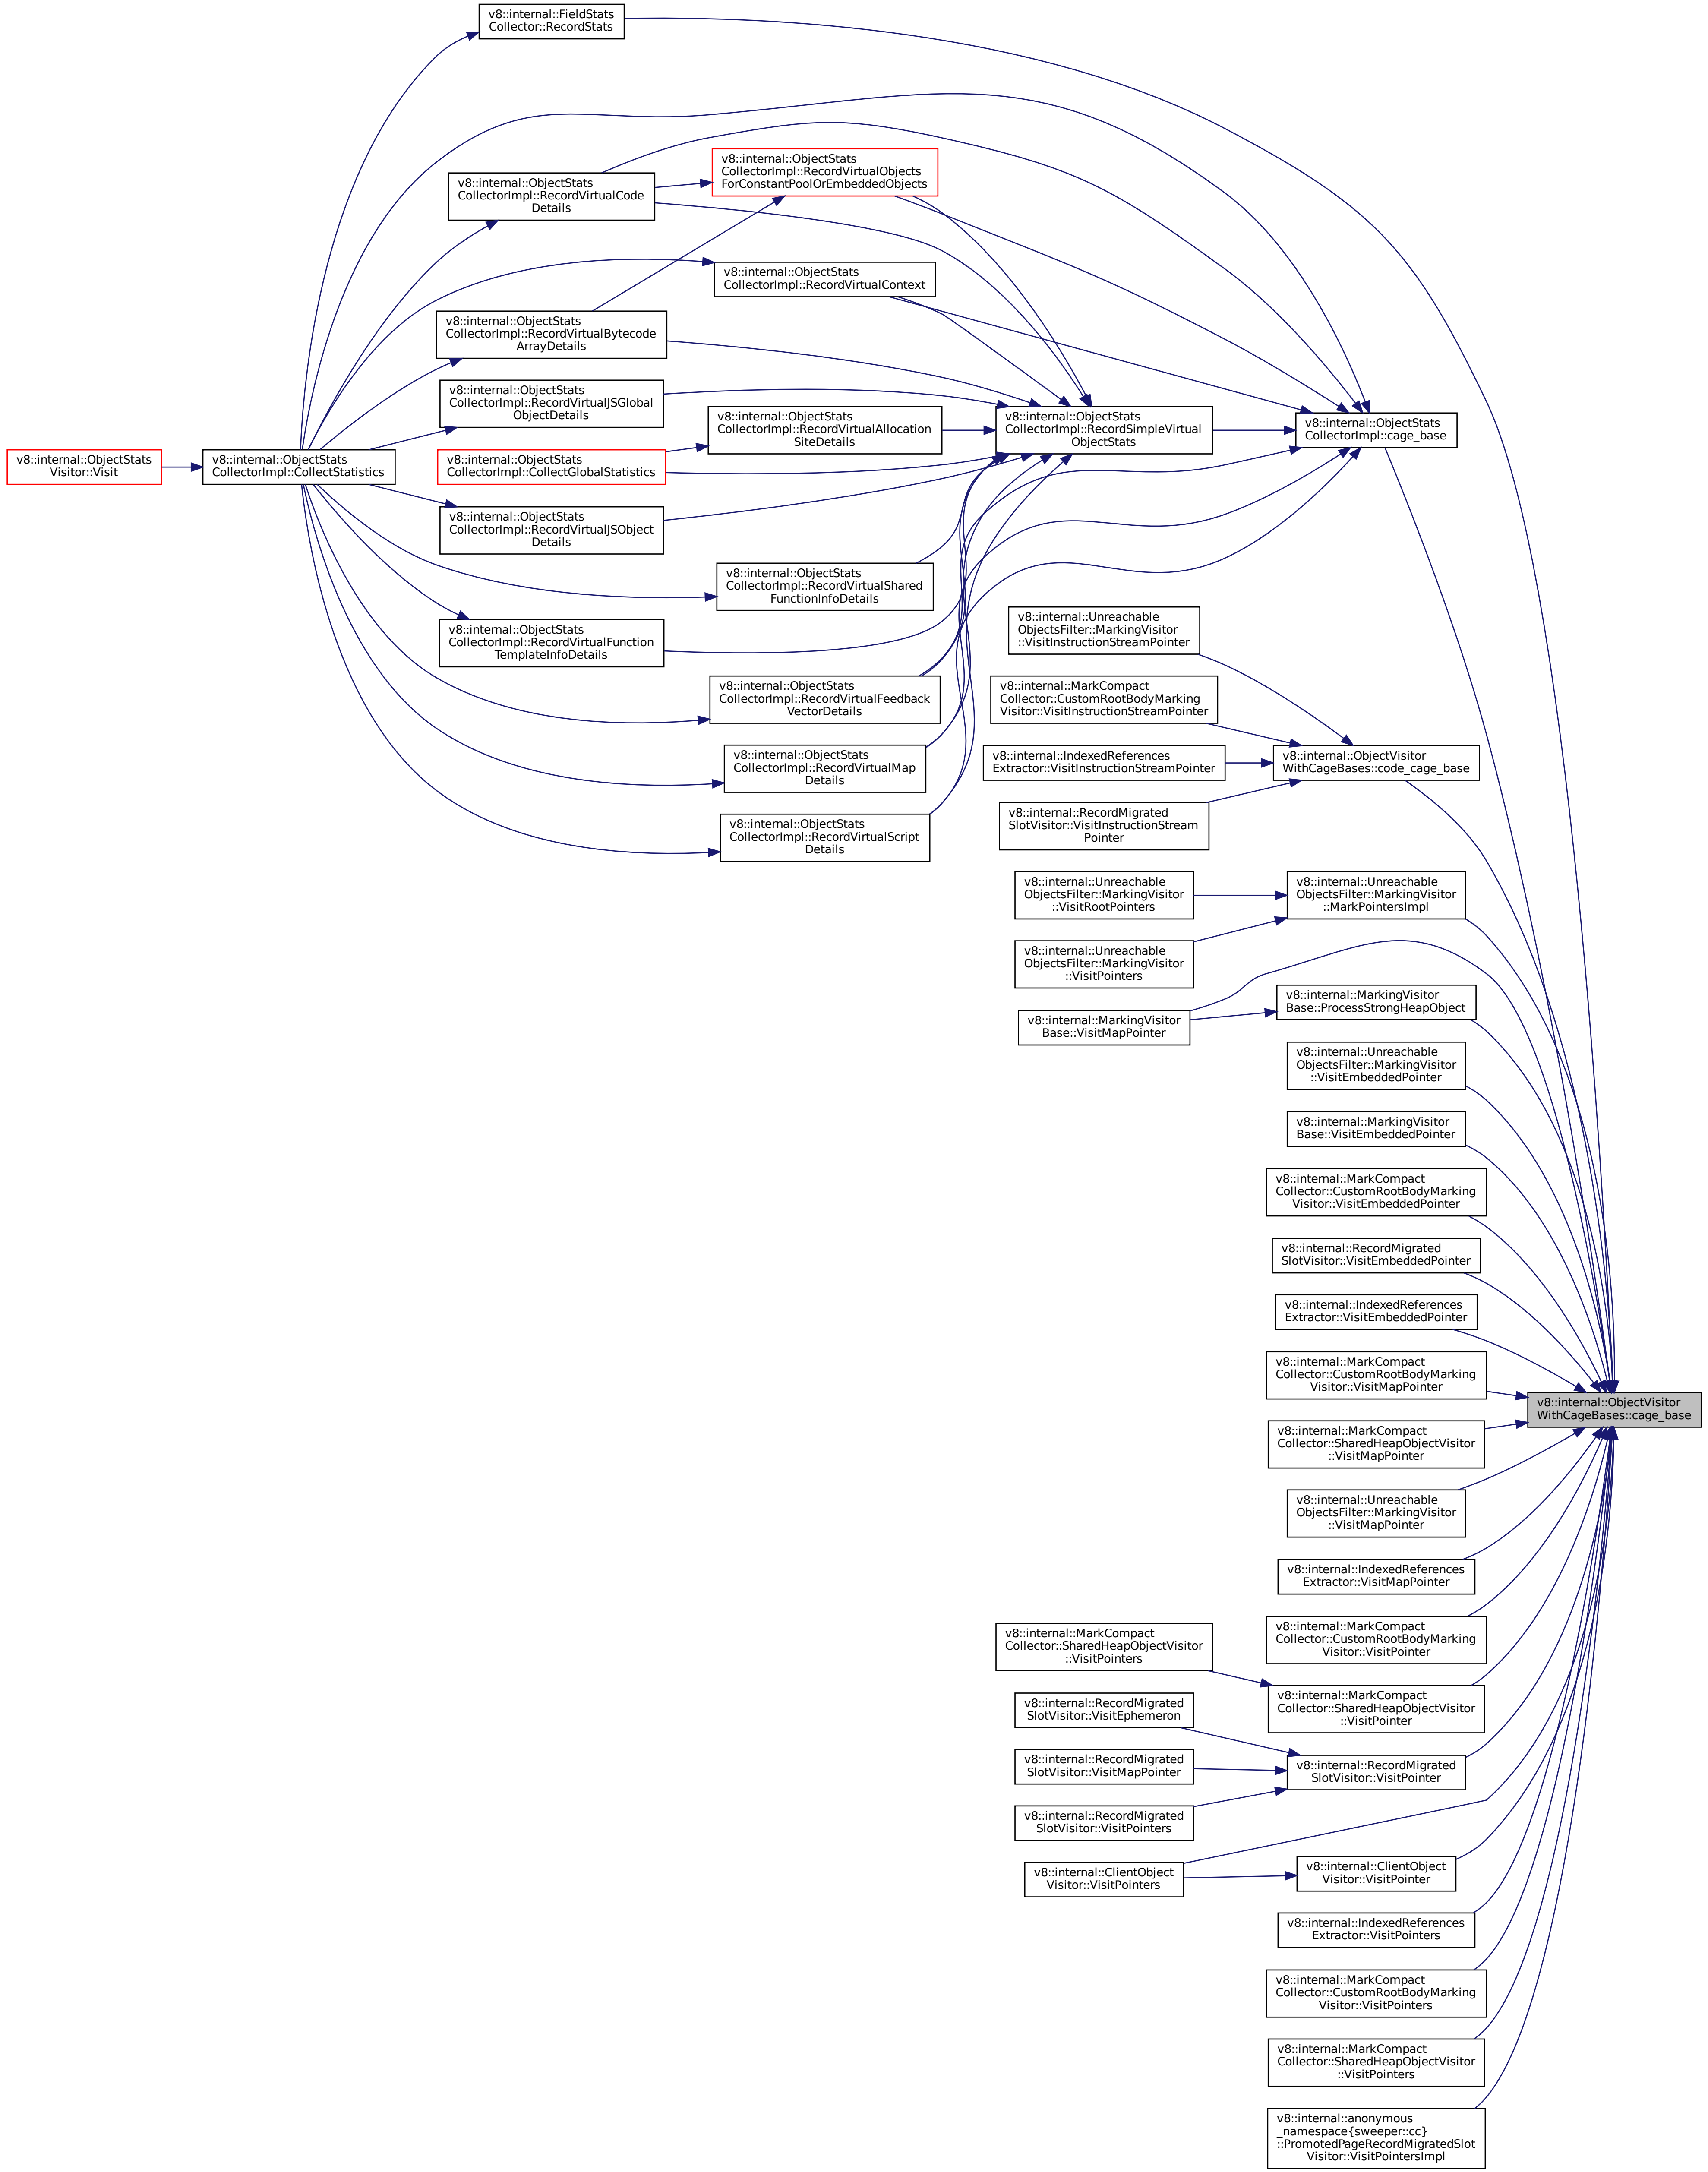 v8::internal::FieldStats
Collector::RecordStats
v8::internal::ObjectStats
CollectorImpl::RecordVirtualObjects
ForConstantPoolOrEmbeddedObjects
v8::internal::ObjectStats
CollectorImpl::RecordVirtualCode
Details
v8::internal::ObjectStats
CollectorImpl::RecordVirtualContext
v8::internal::ObjectStats
CollectorImpl::RecordVirtualBytecode
ArrayDetails
v8::internal::ObjectStats
CollectorImpl::RecordVirtualJSGlobal
ObjectDetails
v8::internal::ObjectStats
CollectorImpl::RecordVirtualAllocation
SiteDetails
v8::internal::ObjectStats
CollectorImpl::RecordSimpleVirtual
ObjectStats
v8::internal::ObjectStats
CollectorImpl::cage_base
v8::internal::ObjectStats
Visitor::Visit
v8::internal::ObjectStats
CollectorImpl::CollectStatistics
v8::internal::ObjectStats
CollectorImpl::CollectGlobalStatistics
v8::internal::ObjectStats
CollectorImpl::RecordVirtualJSObject
Details
v8::internal::ObjectStats
CollectorImpl::RecordVirtualShared
FunctionInfoDetails
v8::internal::ObjectStats
CollectorImpl::RecordVirtualFunction
TemplateInfoDetails
v8::internal::Unreachable
ObjectsFilter::MarkingVisitor
::VisitInstructionStreamPointer
v8::internal::ObjectStats
CollectorImpl::RecordVirtualFeedback
VectorDetails
v8::internal::MarkCompact
Collector::CustomRootBodyMarking
Visitor::VisitInstructionStreamPointer
v8::internal::ObjectStats
CollectorImpl::RecordVirtualMap
Details
v8::internal::IndexedReferences
Extractor::VisitInstructionStreamPointer
v8::internal::ObjectVisitor
WithCageBases::code_cage_base
v8::internal::ObjectStats
CollectorImpl::RecordVirtualScript
Details
v8::internal::RecordMigrated
SlotVisitor::VisitInstructionStream
Pointer
v8::internal::Unreachable
ObjectsFilter::MarkingVisitor
::VisitRootPointers
v8::internal::Unreachable
ObjectsFilter::MarkingVisitor
::MarkPointersImpl
v8::internal::Unreachable
ObjectsFilter::MarkingVisitor
::VisitPointers
v8::internal::MarkingVisitor
Base::ProcessStrongHeapObject
v8::internal::MarkingVisitor
Base::VisitMapPointer
v8::internal::Unreachable
ObjectsFilter::MarkingVisitor
::VisitEmbeddedPointer
v8::internal::MarkingVisitor
Base::VisitEmbeddedPointer
v8::internal::MarkCompact
Collector::CustomRootBodyMarking
Visitor::VisitEmbeddedPointer
v8::internal::RecordMigrated
SlotVisitor::VisitEmbeddedPointer
v8::internal::IndexedReferences
Extractor::VisitEmbeddedPointer
v8::internal::MarkCompact
Collector::CustomRootBodyMarking
Visitor::VisitMapPointer
v8::internal::ObjectVisitor
WithCageBases::cage_base
v8::internal::MarkCompact
Collector::SharedHeapObjectVisitor
::VisitMapPointer
v8::internal::Unreachable
ObjectsFilter::MarkingVisitor
::VisitMapPointer
v8::internal::IndexedReferences
Extractor::VisitMapPointer
v8::internal::MarkCompact
Collector::CustomRootBodyMarking
Visitor::VisitPointer
v8::internal::MarkCompact
Collector::SharedHeapObjectVisitor
::VisitPointers
v8::internal::MarkCompact
Collector::SharedHeapObjectVisitor
::VisitPointer
v8::internal::RecordMigrated
SlotVisitor::VisitEphemeron
v8::internal::RecordMigrated
SlotVisitor::VisitMapPointer
v8::internal::RecordMigrated
SlotVisitor::VisitPointer
v8::internal::RecordMigrated
SlotVisitor::VisitPointers
v8::internal::ClientObject
Visitor::VisitPointers
v8::internal::ClientObject
Visitor::VisitPointer
v8::internal::IndexedReferences
Extractor::VisitPointers
v8::internal::MarkCompact
Collector::CustomRootBodyMarking
Visitor::VisitPointers
v8::internal::MarkCompact
Collector::SharedHeapObjectVisitor
::VisitPointers
v8::internal::anonymous
_namespace{sweeper::cc}
::PromotedPageRecordMigratedSlot
Visitor::VisitPointersImpl